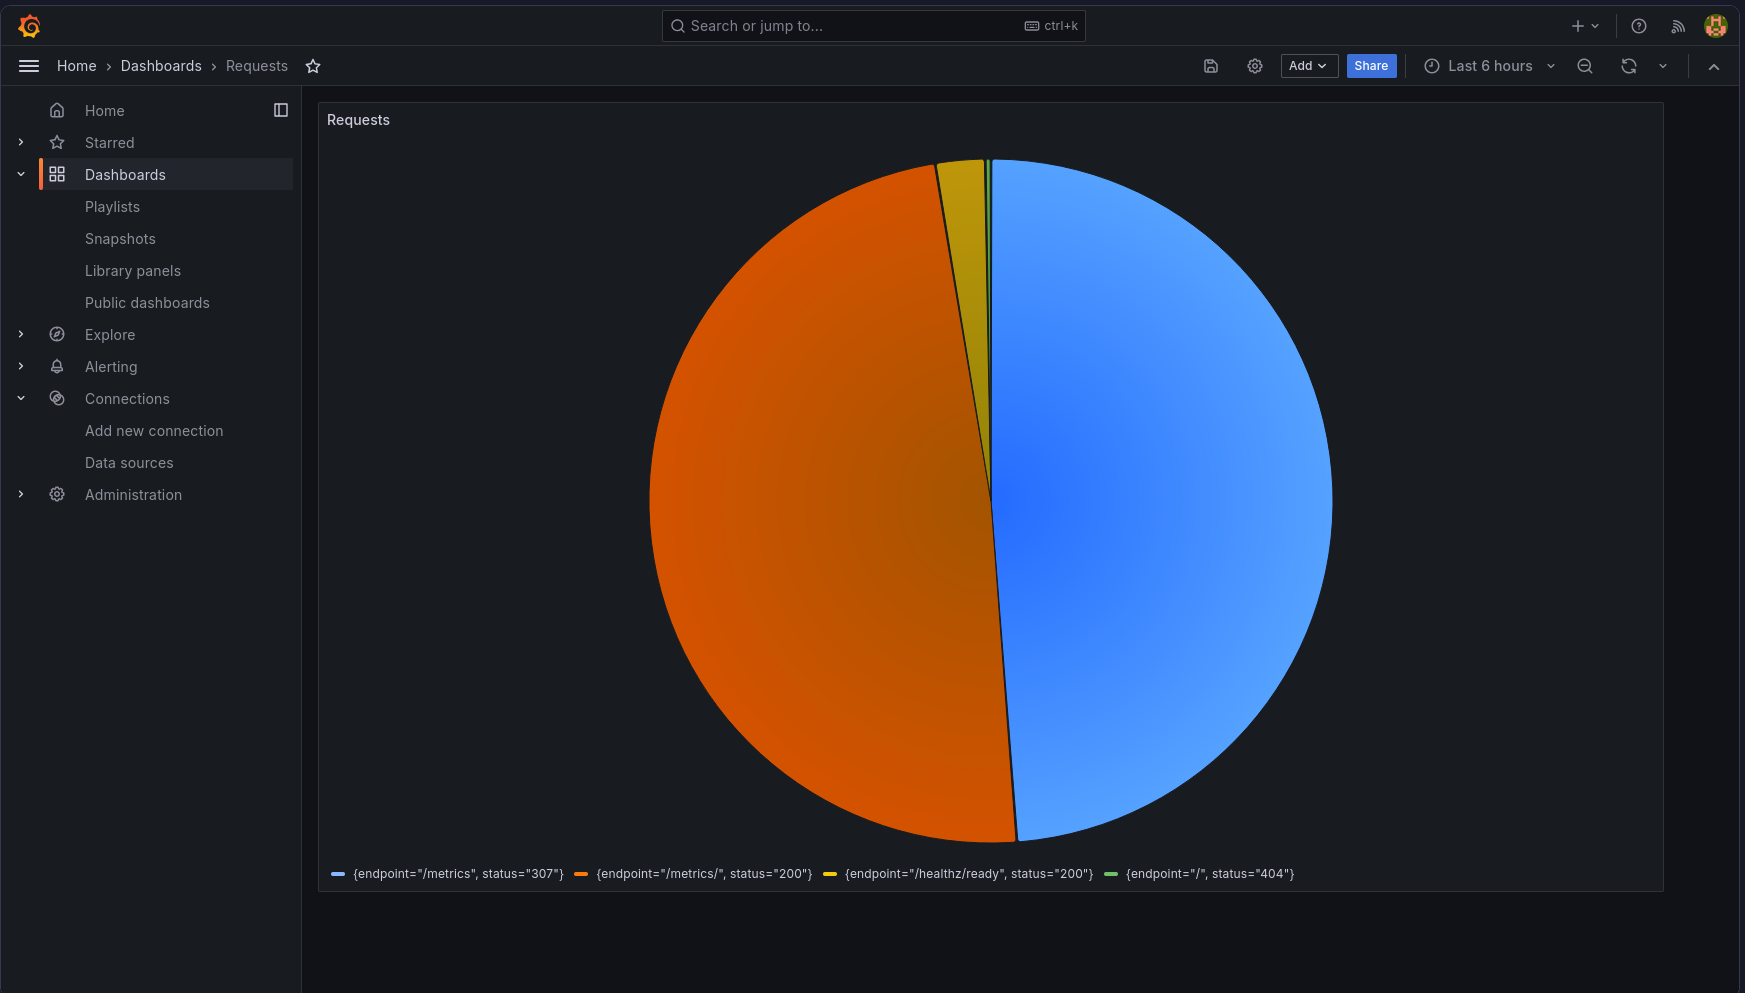 Search or jump to... ctrl+k
Home › Dashboards › Requests
Add
Share
Last 6 hours
Home
Starred
Dashboards
Playlists
Snapshots
Library panels
Public dashboards
Explore
Alerting
Connections
Add new connection
Data sources
Administration
Requests
{endpoint="/metrics", status="307"} {endpoint="/metrics/", status="200"} {endpoint="/healthz/ready", status="200"} {endpoint="/", status="404"}